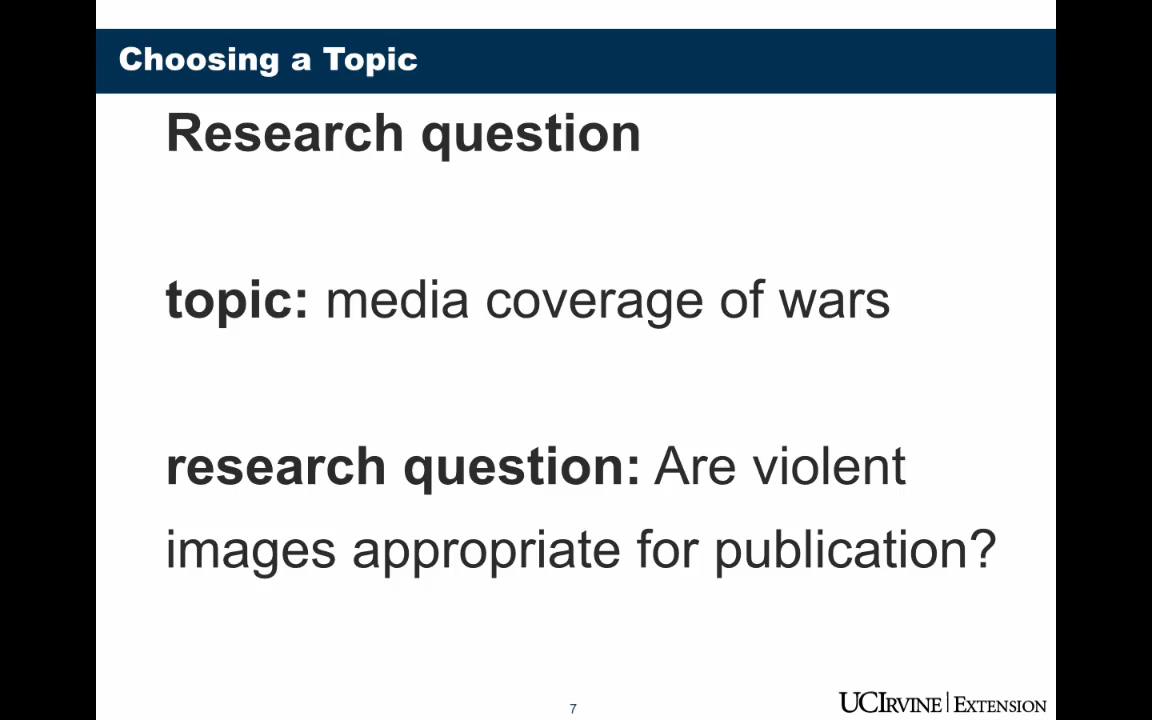 Choosing a Topic
Research question
topic: media coverage of wars
research question: Are violent
images appropriate for publication?
7
UCIRVINE | EXTENSION